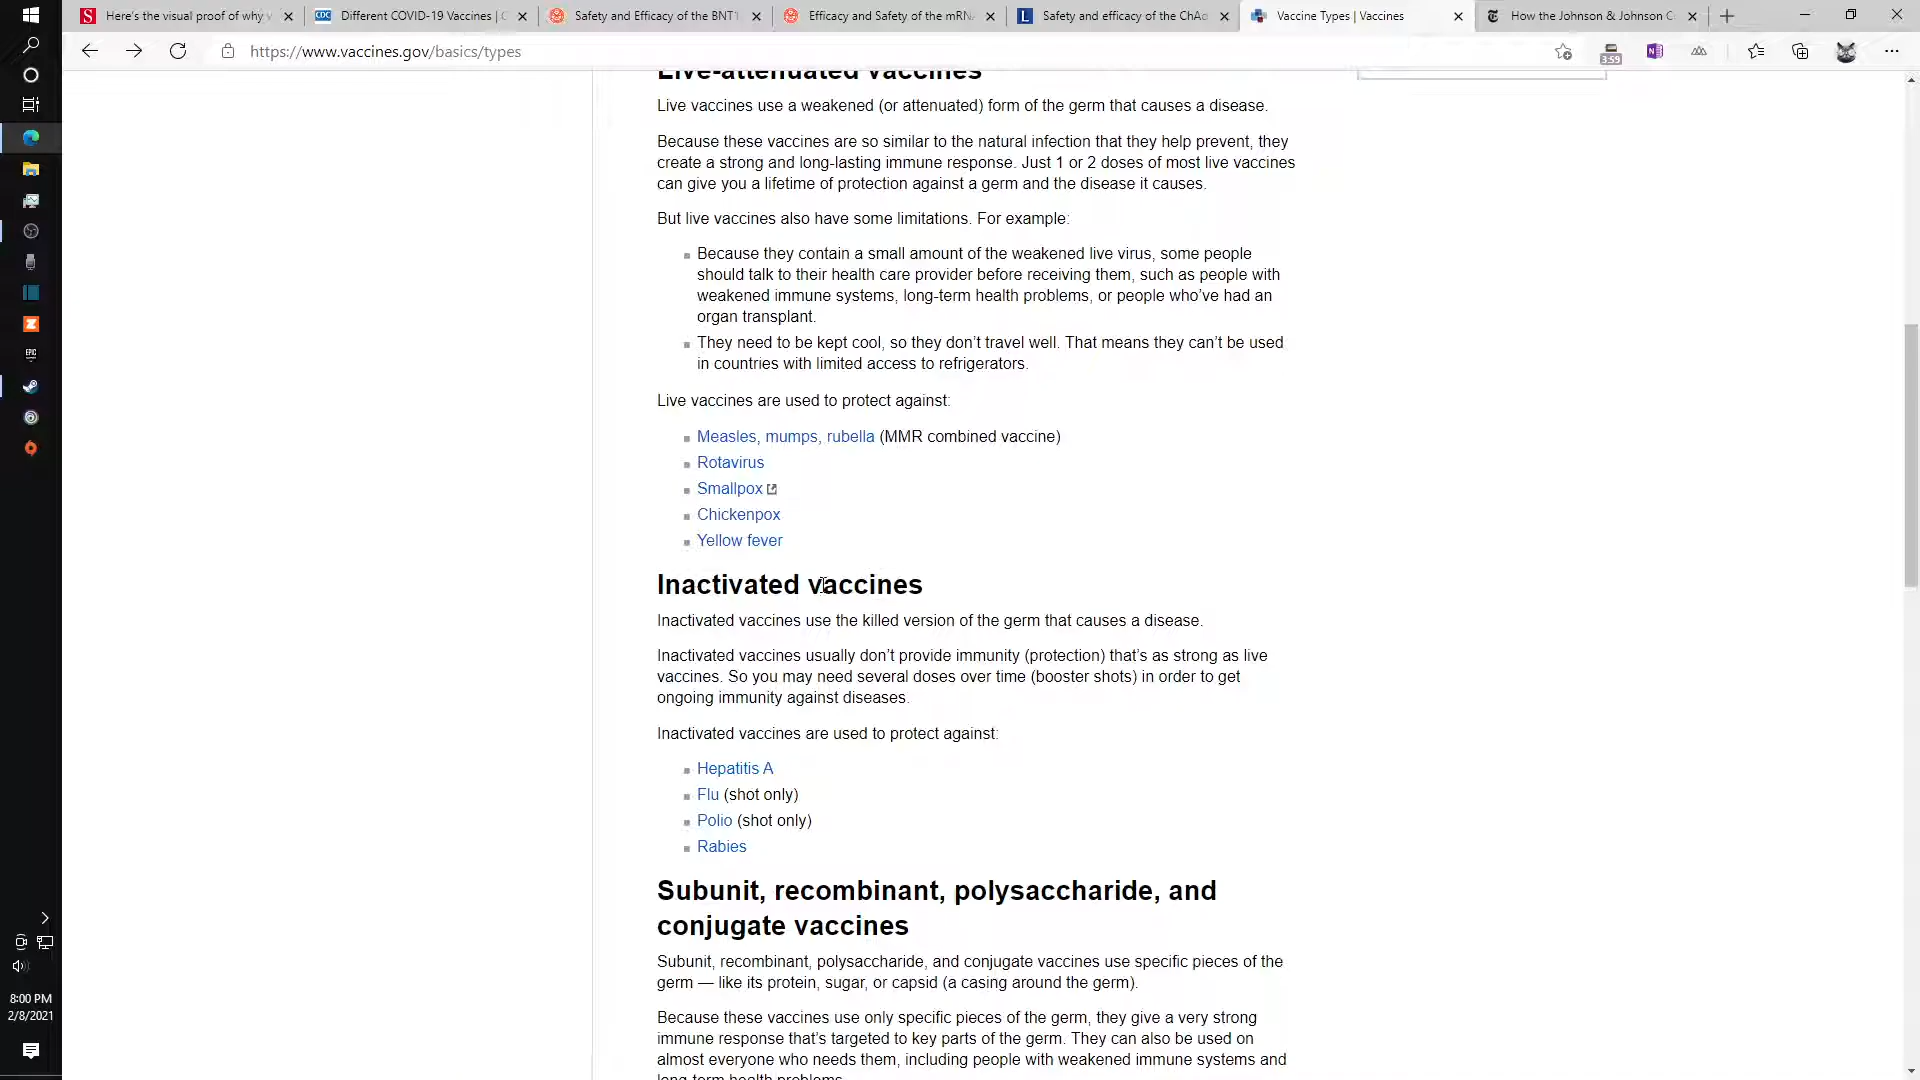 Here's the visual proof of why v
Different COVID-19 Vaccines | C
Safety and Efficacy of the BNT1
Efficacy and Safety of the mRN
Safety and efficacy of the ChAd
Vaccine Types | Vaccines
How the Johnson & Johnson C
https://www.vaccines.gov/basics/types
3:59
Live-attenuated vaccines
Live vaccines use a weakened (or attenuated) form of the germ that causes a disease.
Because these vaccines are so similar to the natural infection that they help prevent, they
create a strong and long-lasting immune response. Just 1 or 2 doses of most live vaccines
can give you a lifetime of protection against a germ and the disease it causes.
But live vaccines also have some limitations. For example:
Because they contain a small amount of the weakened live virus, some people
should talk to their health care provider before receiving them, such as people with
weakened immune systems, long-term health problems, or people who've had an
organ transplant.
They need to be kept cool, so they don't travel well. That means they can't be used
in countries with limited access to refrigerators.
Live vaccines are used to protect against:
Measles, mumps, rubella (MMR combined vaccine)
Rotavirus
Smallpox
Chickenpox
Yellow fever
Inactivated vaccines
Inactivated vaccines use the killed version of the germ that causes a disease.
Inactivated vaccines usually don't provide immunity (protection) that's as strong as live
vaccines. So you may need several doses over time (booster shots) in order to get
ongoing immunity against diseases.
Inactivated vaccines are used to protect against:
Hepatitis A
Flu (shot only)
Polio (shot only)
Rabies
Subunit, recombinant, polysaccharide, and
conjugate vaccines
Subunit, recombinant, polysaccharide, and conjugate vaccines use specific pieces of the
germ — like its protein, sugar, or capsid (a casing around the germ).
Because these vaccines use only specific pieces of the germ, they give a very strong
immune response that's targeted to key parts of the germ. They can also be used on
almost everyone who needs them, including people with weakened immune systems and
long-term health problems.
8:00 PM
2/8/2021